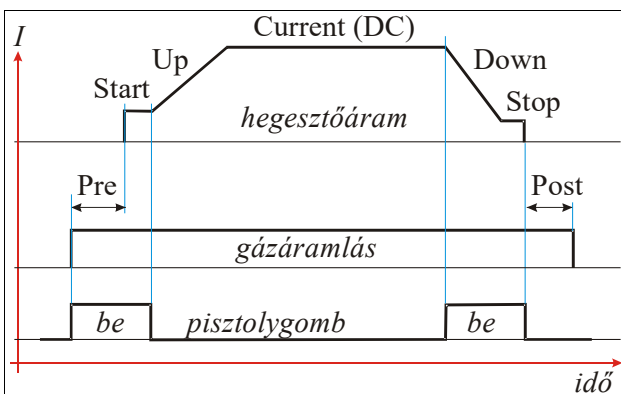 I
Current (DC)
Up
Down
Start
Stop
hegesztőáram
Pre
Post
gázáramlás
be
pisztolygomb
be
idő